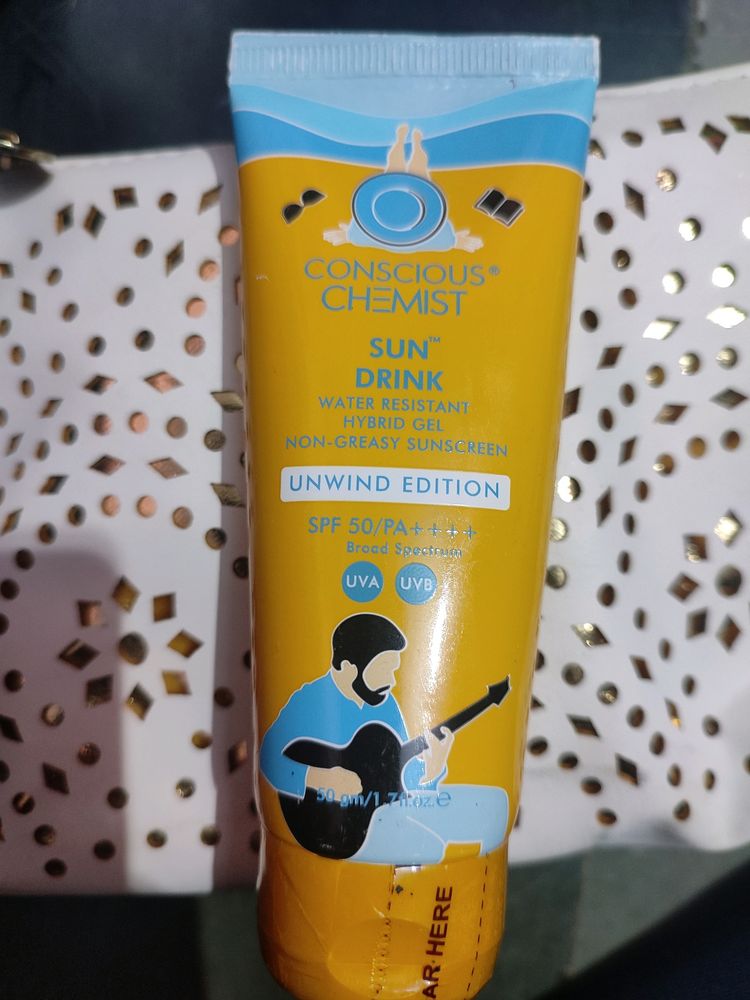 CONSCIOUS®
CHEMIST
SUN™
DRINK
WATER RESISTANT
HYBRID GEL
NON-GREASY SUNSCREEN
UNWIND EDITION
SPF 50/PA++++
Broad Spectrum
UVA UVB
50 gm/1.7fl.oz.℮
AR·HERE